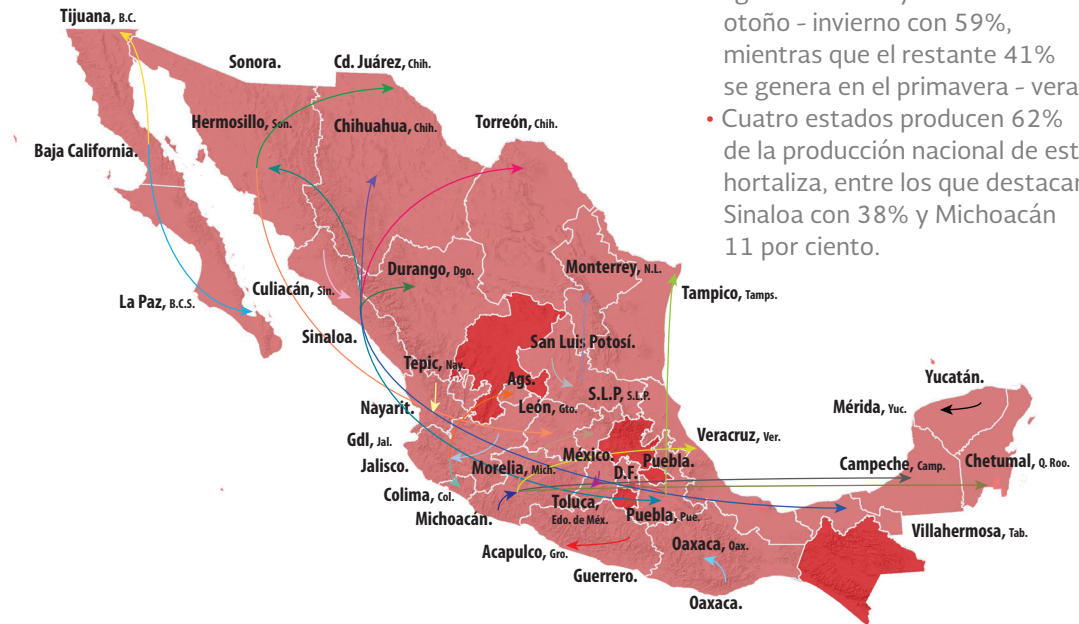 otoño - invierno con 59%,
mientras que el restante 41%
se genera en el primavera - vera
• Cuatro estados producen 62%
de la producción nacional de est
hortaliza, entre los que destacan
Sinaloa con 38% y Michoacán
11 por ciento.
Tijuana, B.C.
Sonora.
Cd. Juárez, Chih.
Hermosillo, Son.
Chihuahua, Chih.
Torreón, Chih.
Baja California.
La Paz, B.C.S.
Culiacán, Sin.
Durango, Dgo.
Monterrey, N.L.
Tampico, Tamps.
Sinaloa.
San Luis Potosí.
Tepic, Nay.
Ags.
S.L.P, S.L.P.
Yucatán.
Nayarit.
León, Gto.
Mérida, Yuc.
Gdl, Jal.
Veracruz, Ver.
Jalisco.
Morelia, Mich.
México.
D.F.
Puebla.
Campeche, Camp.
Chetumal, Q. Roo.
Colima, Col.
Michoacán.
Toluca,
Edo. de Méx.
Puebla, Pue.
Villahermosa, Tab.
Acapulco, Gro.
Oaxaca, Oax.
Guerrero.
Oaxaca.